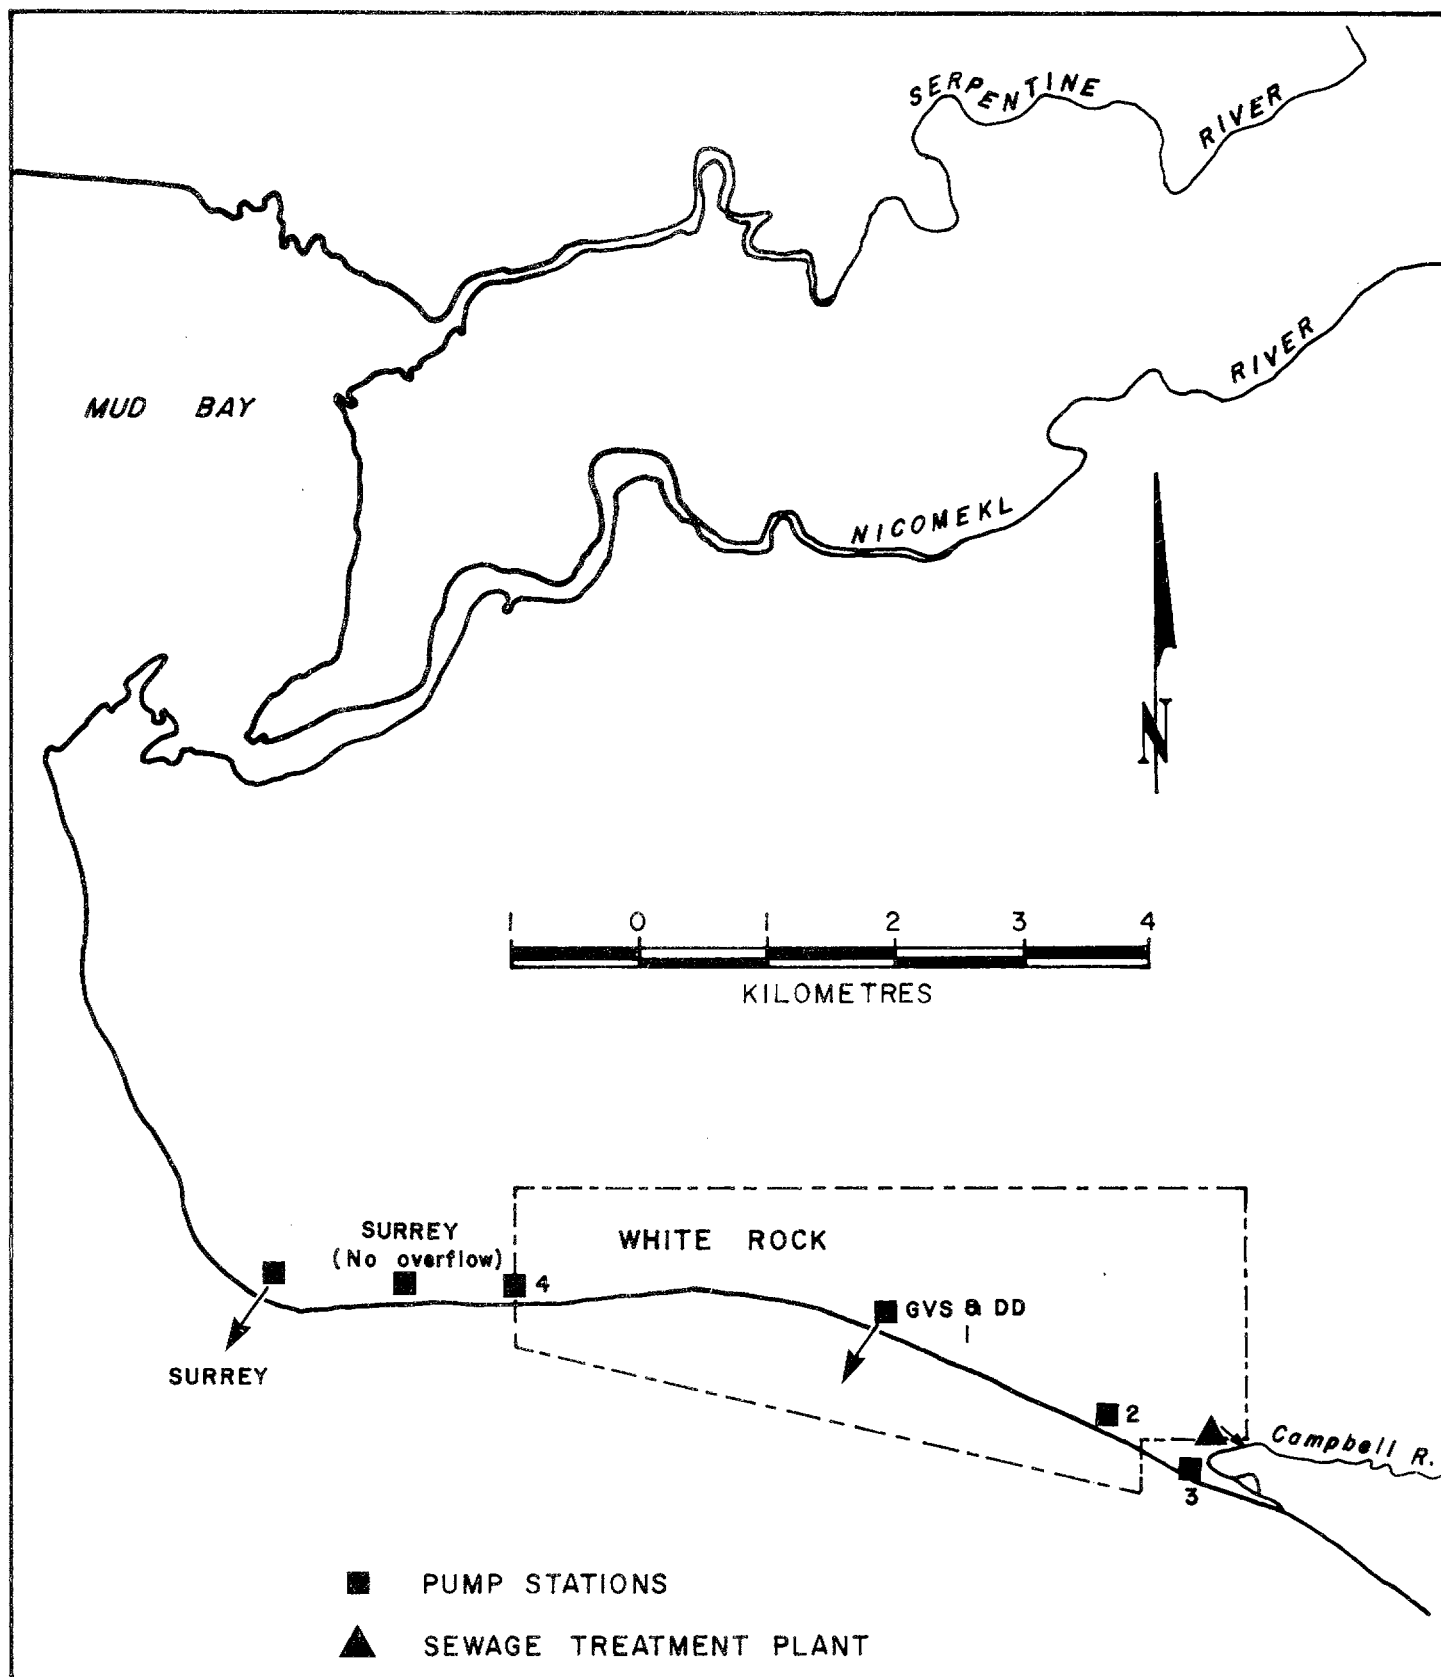 SERPENTINE RIVER
MUD BAY
RIVER
NICOMEKL
N
1 0 1 2 3 4
KILOMETRES
SURREY
(No overflow)
WHITE ROCK
4
GVS & DD
1
SURREY
2
Campbell R.
3
PUMP STATIONS
SEWAGE TREATMENT PLANT